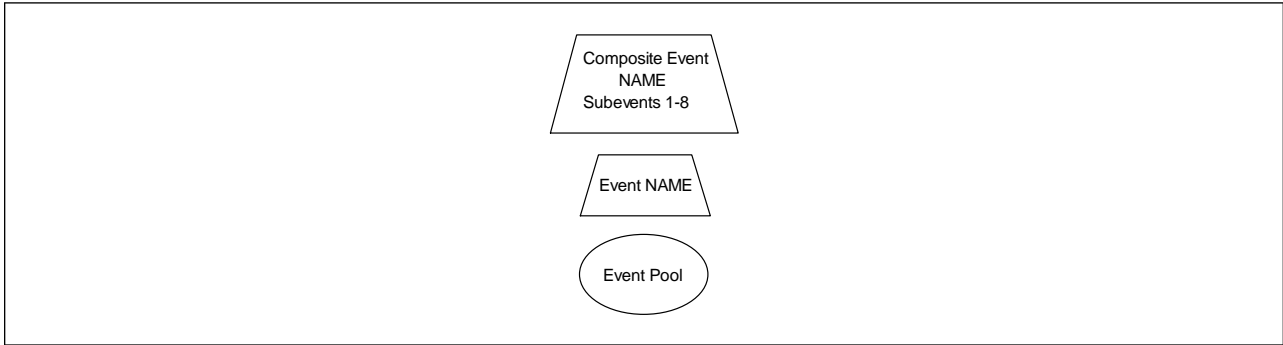 Composite Event
NAME
Subevents 1-8
Event NAME
Event Pool